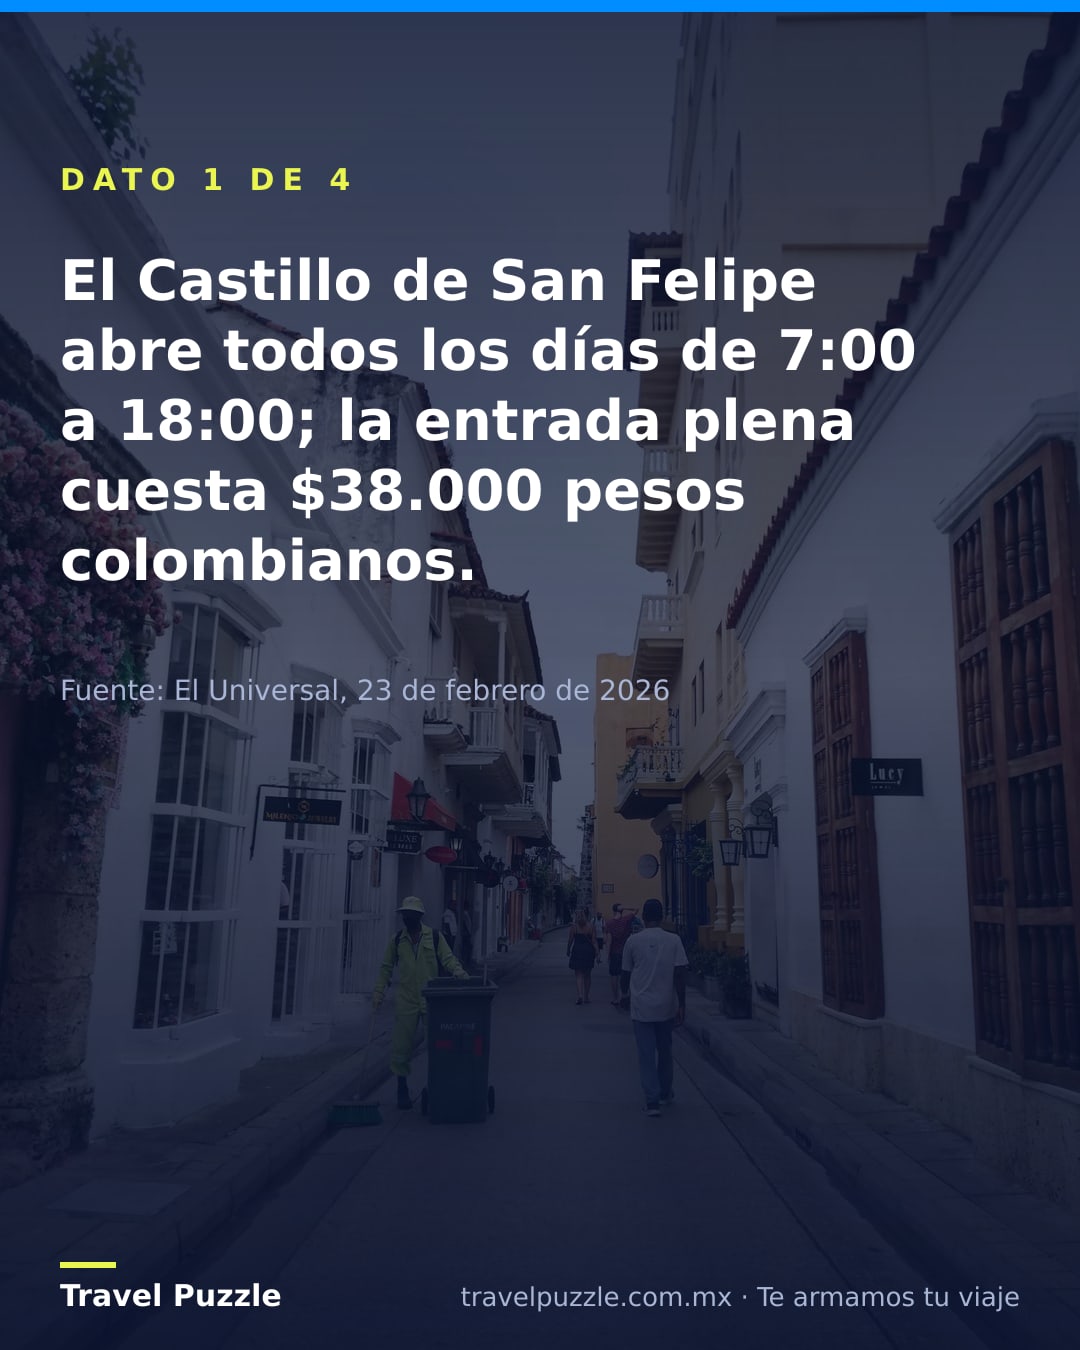 DATO 1 DE 4
El Castillo de San Felipe
abre todos los días de 7:00
a 18:00; la entrada plena
cuesta $38.000 pesos
colombianos.
Fuente: El Universal, 23 de febrero de 2026
Lucy
Travel Puzzle
travelpuzzle.com.mx · Te armamos tu viaje